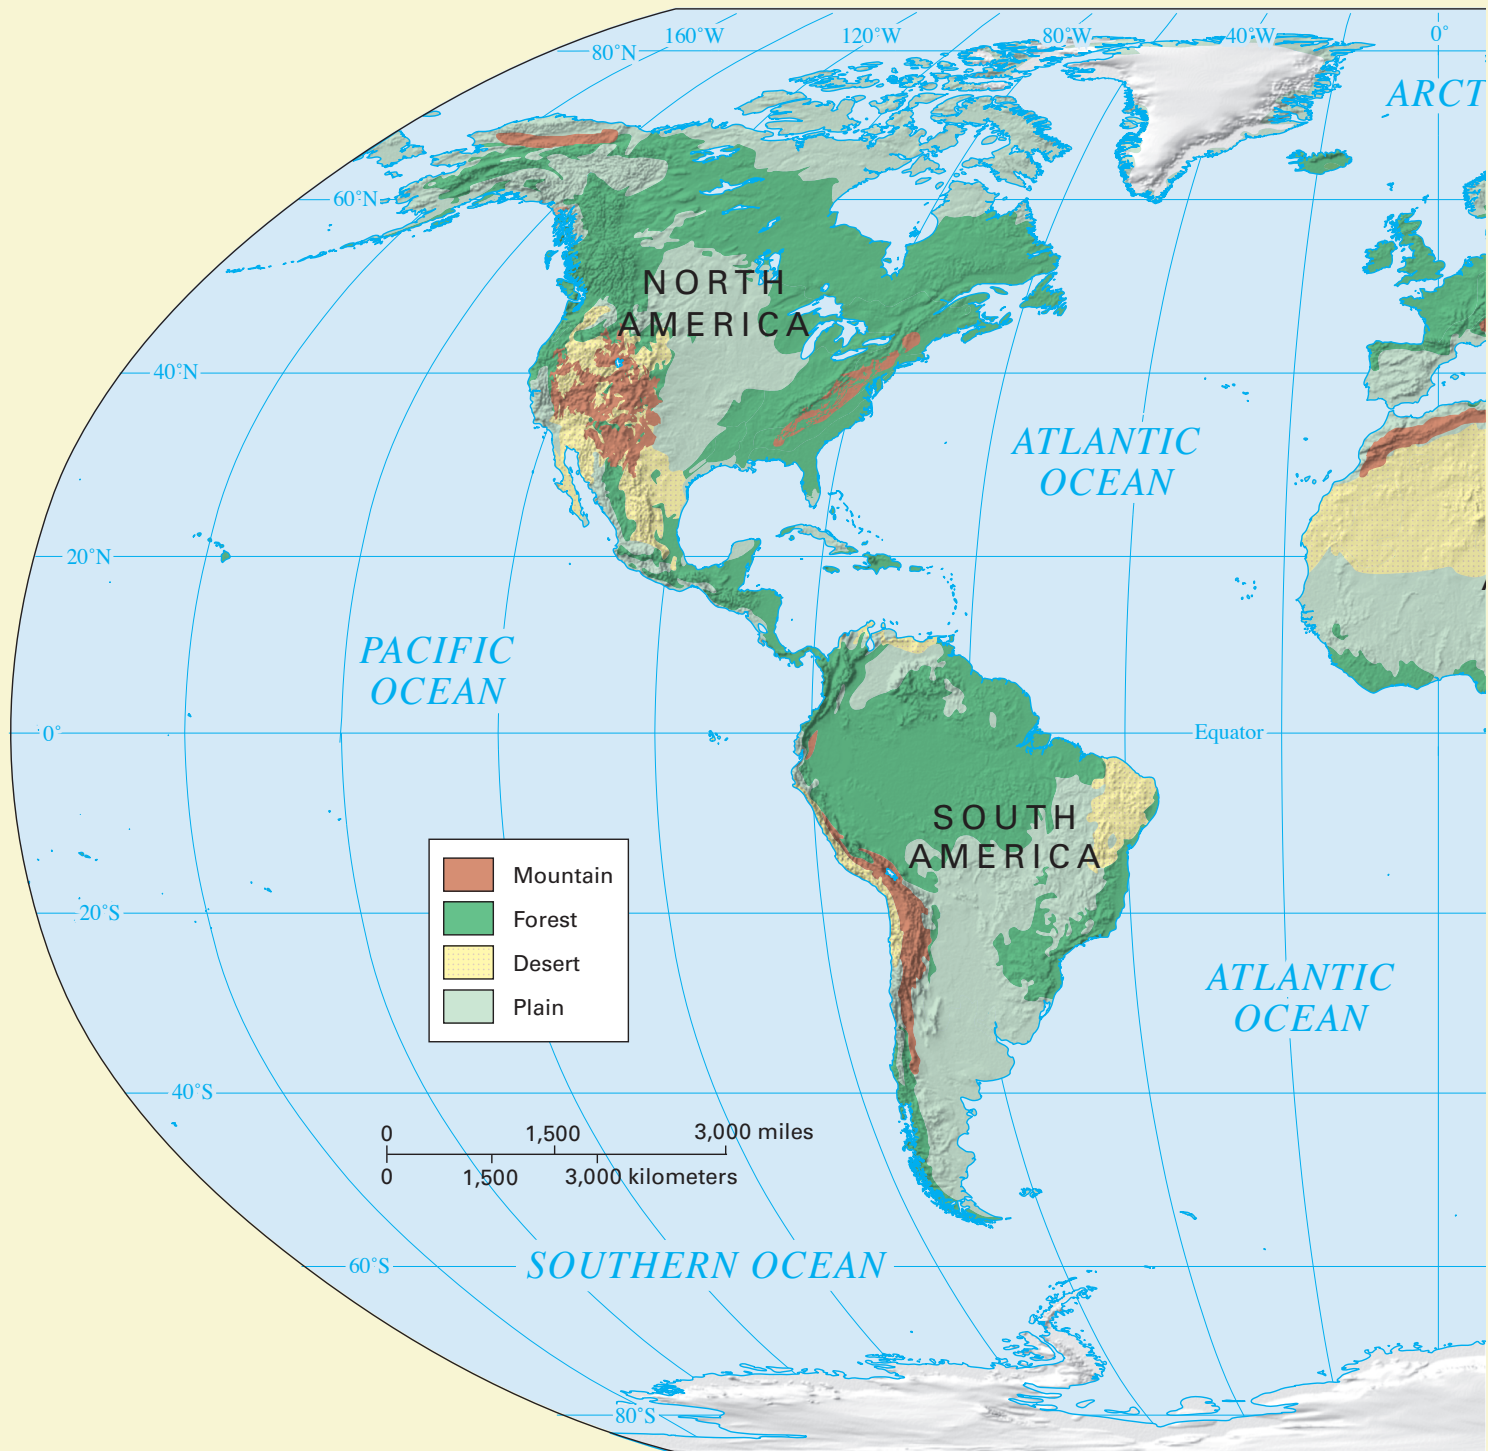 160˚W
120˚W
80˚W
40˚W
0˚
80˚N
ARCT
60˚N
NORTH
AMERICA
40˚N
ATLANTIC
OCEAN
20˚N
PACIFIC
OCEAN
0˚
Equator
SOUTH
AMERICA
Mountain
Forest
Desert
Plain
20˚S
ATLANTIC
OCEAN
40˚S
0
1,500
3,000 miles
0
1,500
3,000 kilometers
SOUTHERN OCEAN
60˚S
80˚S